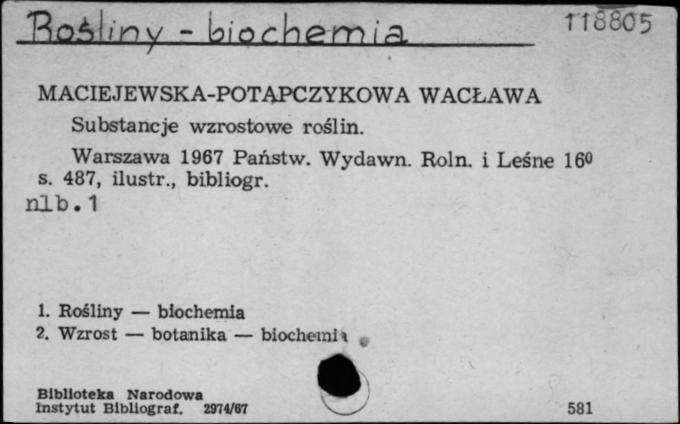 Rośliny - biochemia 118805
MACIEJEWSKA-POTĄPCZYKOWA WACŁAWA
Substancje wzrostowe roślin.
Warszawa 1967 Państw. Wydawn. Roln. i Leśne 16⁰
s. 487, ilustr., bibliogr.
nlb.1
1. Rośliny — biochemia
2. Wzrost — botanika — biochemia
Biblioteka Narodowa
Instytut Bibliograf. 2974/67 581